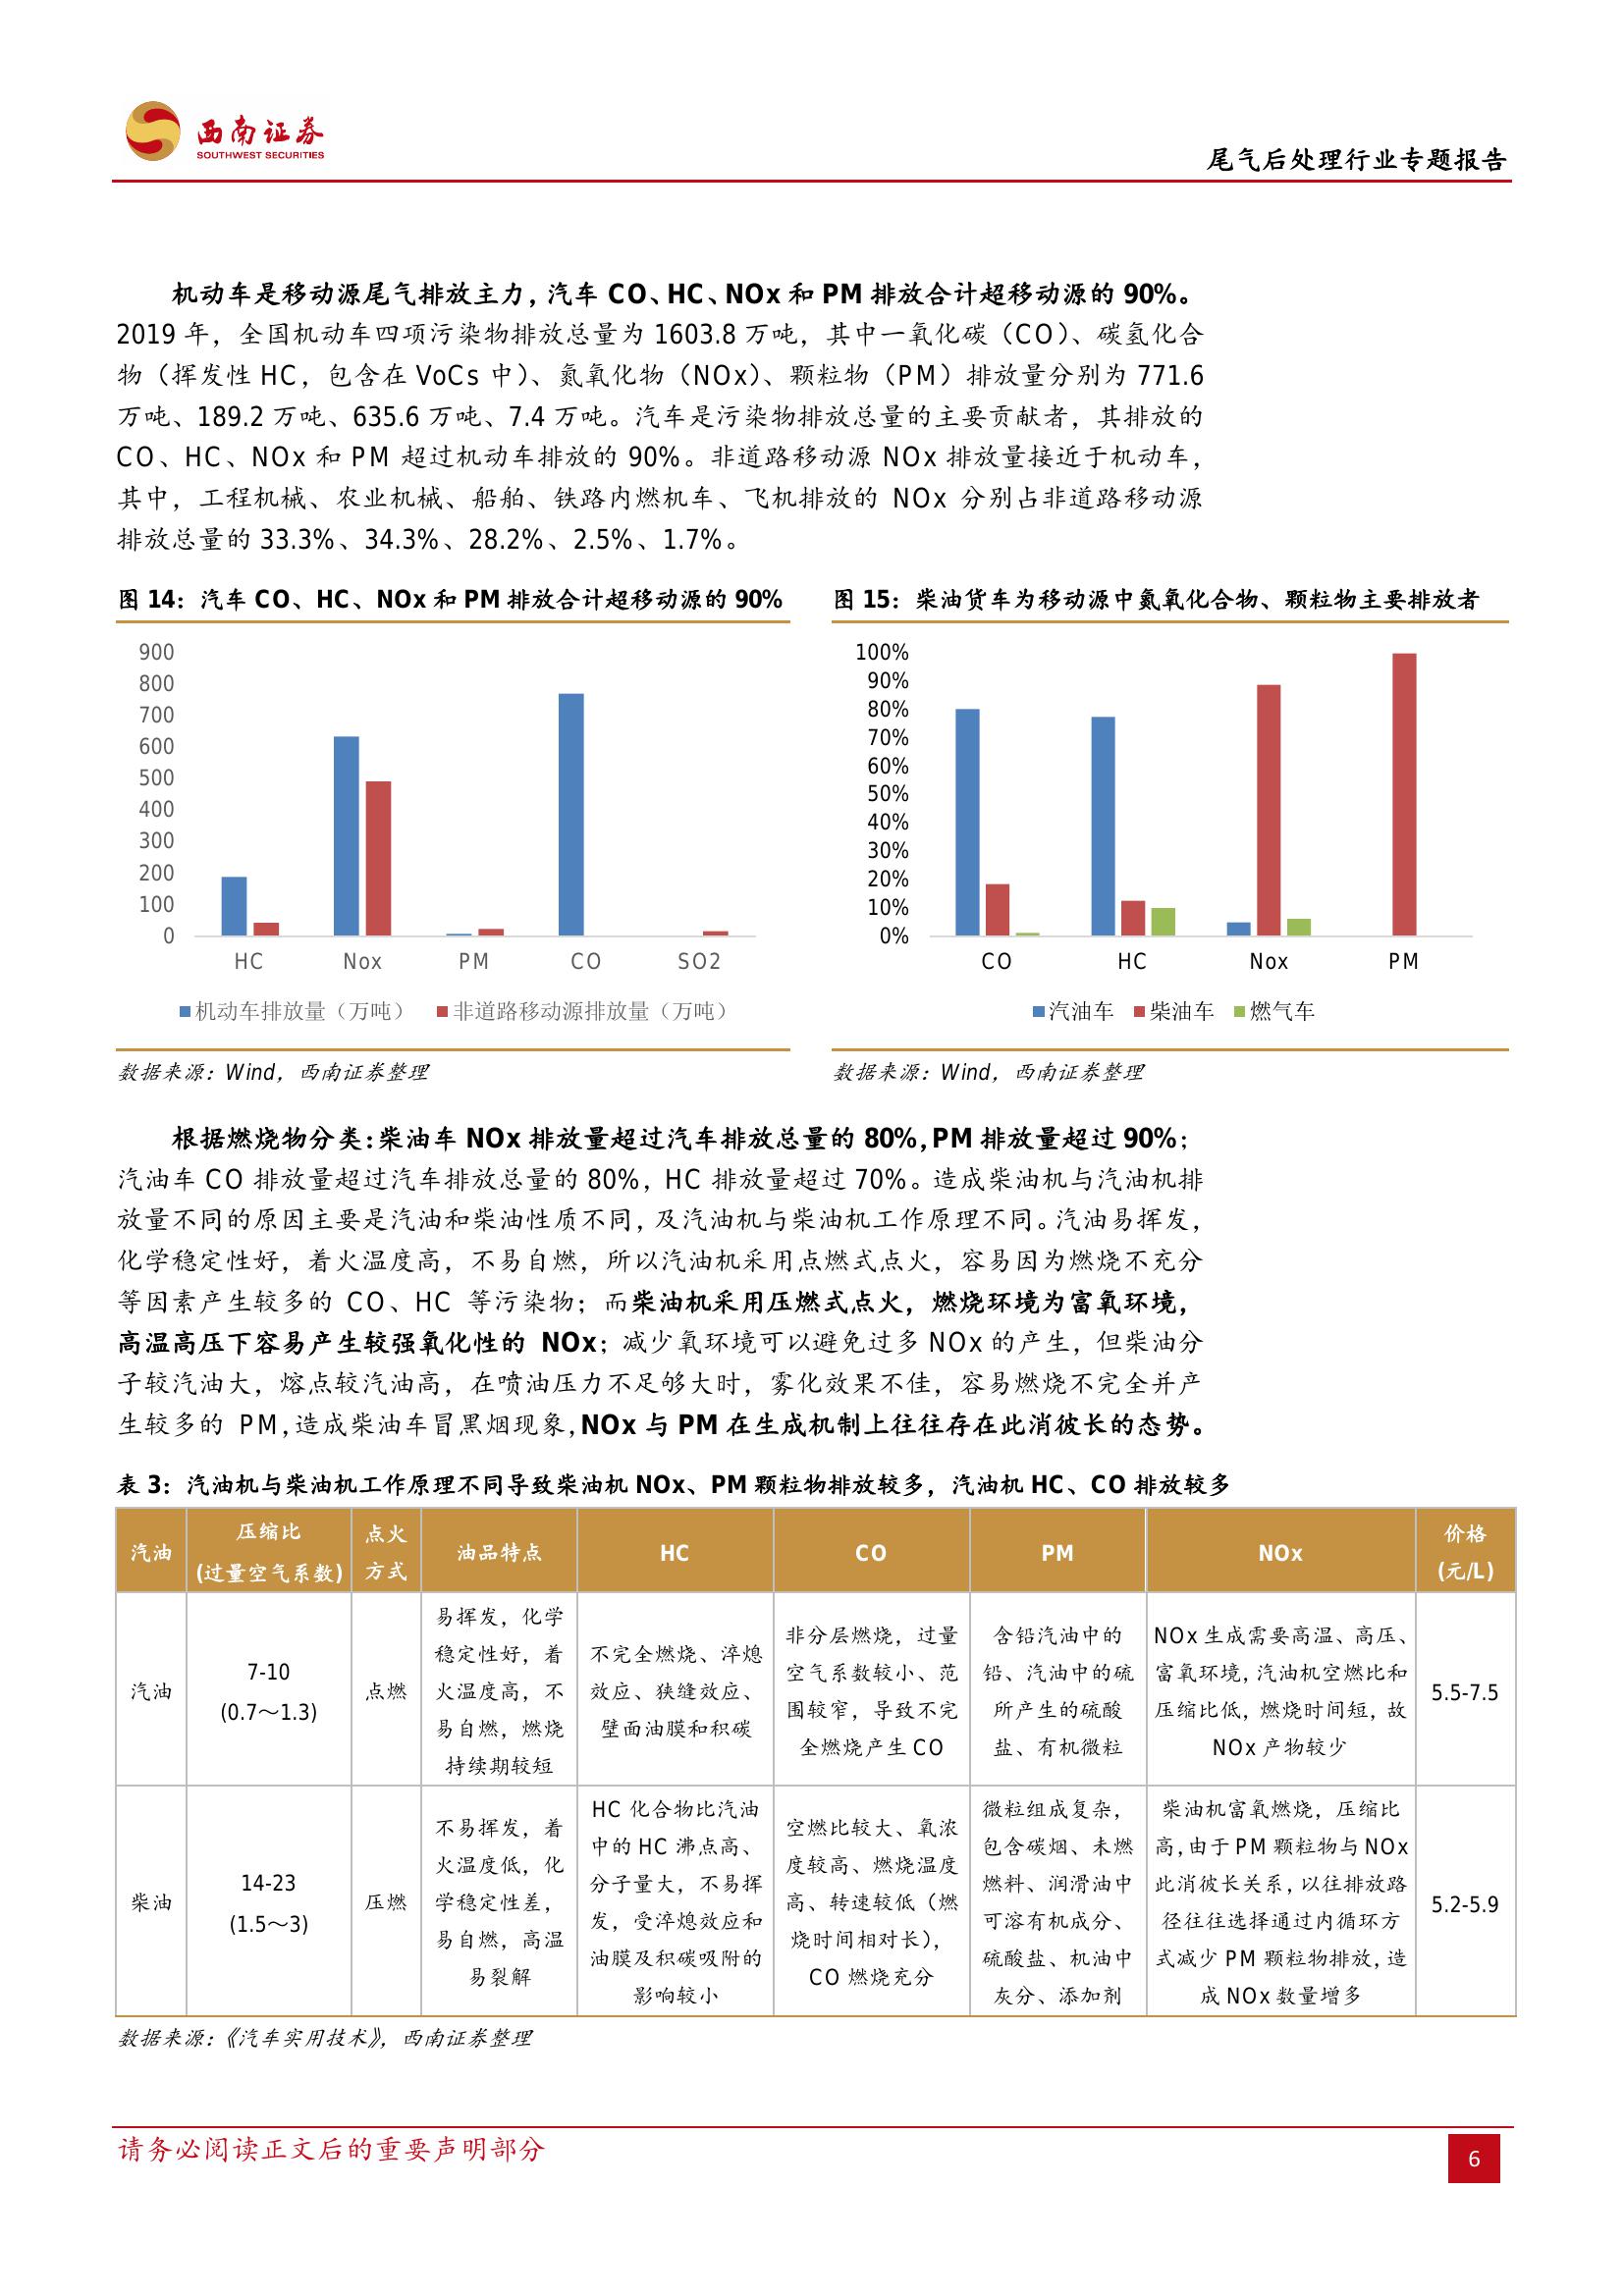 西南证券
SOUTHWEST SECURITIES
尾气后处理行业专题报告
机动车是移动源尾气排放主力，汽车 CO、HC、NOx 和 PM 排放合计超移动源的 90%。
2019 年，全国机动车四项污染物排放总量为 1603.8 万吨，其中一氧化碳（CO）、碳氢化合
物（挥发性 HC，包含在 VoCs 中）、氮氧化物（NOx）、颗粒物（PM）排放量分别为 771.6
万吨、189.2 万吨、635.6 万吨、7.4 万吨。汽车是污染物排放总量的主要贡献者，其排放的
CO、HC、NOx 和 PM 超过机动车排放的 90%。非道路移动源 NOx 排放量接近于机动车，
其中，工程机械、农业机械、船舶、铁路内燃机车、飞机排放的 NOx 分别占非道路移动源
排放总量的 33.3%、34.3%、28.2%、2.5%、1.7%。
图 14：汽车 CO、HC、NOx 和 PM 排放合计超移动源的 90%
900
800
700
600
500
400
300
200
100
0
HC Nox PM CO SO2
机动车排放量（万吨） 非道路移动源排放量（万吨）
数据来源：Wind，西南证券整理
图 15：柴油货车为移动源中氮氧化合物、颗粒物主要排放者
100%
90%
80%
70%
60%
50%
40%
30%
20%
10%
0%
CO HC Nox PM
汽油车 柴油车 燃气车
数据来源：Wind，西南证券整理
根据燃烧物分类：柴油车 NOx 排放量超过汽车排放总量的 80%，PM 排放量超过 90%；
汽油车 CO 排放量超过汽车排放总量的 80%，HC 排放量超过 70%。造成柴油机与汽油机排
放量不同的原因主要是汽油和柴油性质不同，及汽油机与柴油机工作原理不同。汽油易挥发，
化学稳定性好，着火温度高，不易自燃，所以汽油机采用点燃式点火，容易因为燃烧不充分
等因素产生较多的 CO、HC 等污染物；而柴油机采用压燃式点火，燃烧环境为富氧环境，
高温高压下容易产生较强氧化性的 NOx；减少氧环境可以避免过多 NOx 的产生，但柴油分
子较汽油大，熔点较汽油高，在喷油压力不足够大时，雾化效果不佳，容易燃烧不完全并产
生较多的 PM，造成柴油车冒黑烟现象，NOx 与 PM 在生成机制上往往存在此消彼长的态势。
表 3：汽油机与柴油机工作原理不同导致柴油机 NOx、PM 颗粒物排放较多，汽油机 HC、CO 排放较多
汽油
压缩比
(过量空气系数)
点火
方式
油品特点
HC
CO
PM
NOx
价格
(元/L)
汽油
7-10
(0.7～1.3)
点燃
易挥发，化学
稳定性好，着
火温度高，不
易自燃，燃烧
持续期较短
不完全燃烧、淬熄
效应、狭缝效应、
壁面油膜和积碳
非分层燃烧，过量
空气系数较小、范
围较窄，导致不完
全燃烧产生 CO
含铅汽油中的
铅、汽油中的硫
所产生的硫酸
盐、有机微粒
NOx 生成需要高温、高压、
富氧环境，汽油机空燃比和
压缩比低，燃烧时间短，故
NOx 产物较少
5.5-7.5
柴油
14-23
(1.5～3)
压燃
不易挥发，着
火温度低，化
学稳定性差，
易自燃，高温
易裂解
HC 化合物比汽油
中的 HC 沸点高、
分子量大，不易挥
发，受淬熄效应和
油膜及积碳吸附的
影响较小
空燃比较大、氧浓
度较高、燃烧温度
高、转速较低（燃
烧时间相对长），
CO 燃烧充分
微粒组成复杂，
包含碳烟、未燃
燃料、润滑油中
可溶有机成分、
硫酸盐、机油中
灰分、添加剂
柴油机富氧燃烧，压缩比
高，由于 PM 颗粒物与 NOx
此消彼长关系，以往排放路
径往往选择通过内循环方
式减少 PM 颗粒物排放，造
成 NOx 数量增多
5.2-5.9
数据来源：《汽车实用技术》，西南证券整理
请务必阅读正文后的重要声明部分
6